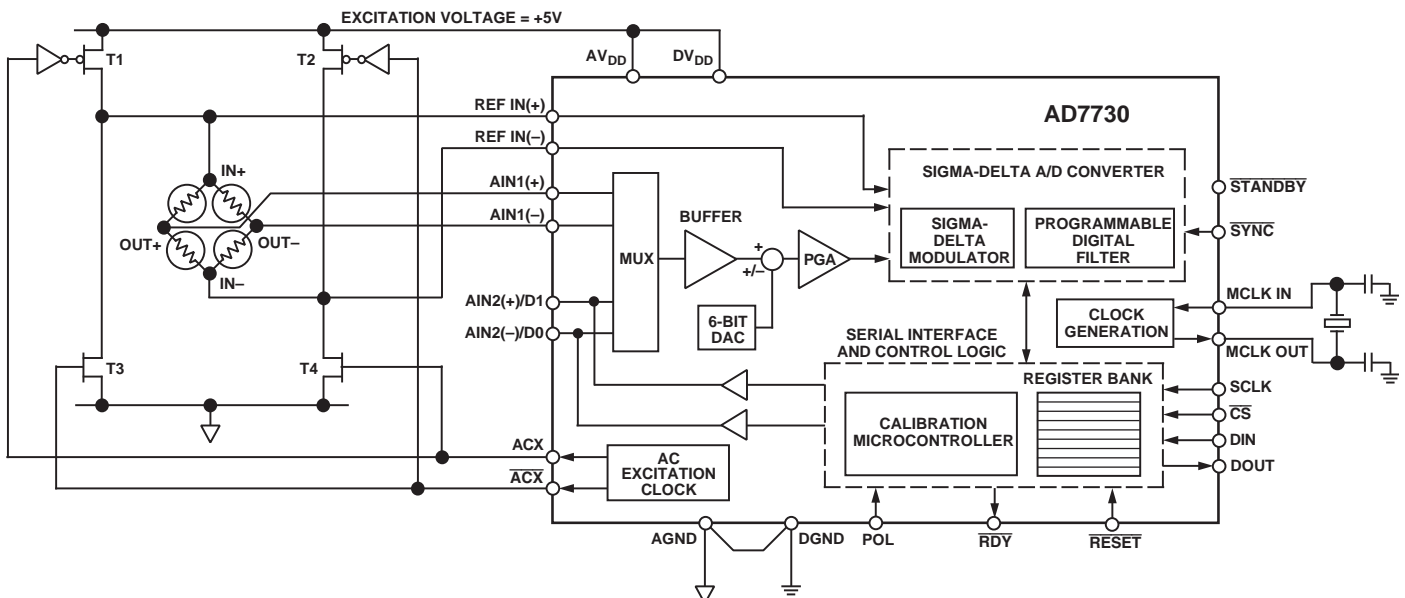 EXCITATION VOLTAGE = +5V
T1
T2
AVDD
DVDD
REF IN(+)
REF IN(–)
AIN1(+)
AIN1(–)
IN+
OUT+
OUT–
IN–
AIN2(+)/D1
AIN2(–)/D0
T3
T4
ACX
ACX
AD7730
SIGMA-DELTA A/D CONVERTER
SIGMA-
DELTA
MODULATOR
PROGRAMMABLE
DIGITAL
FILTER
BUFFER
MUX
+
+/–
PGA
6-BIT
DAC
SERIAL INTERFACE
AND CONTROL LOGIC
REGISTER BANK
CALIBRATION
MICROCONTROLLER
CLOCK
GENERATION
AC
EXCITATION
CLOCK
STANDBY
SYNC
MCLK IN
MCLK OUT
SCLK
CS
DIN
DOUT
AGND
DGND
POL
RDY
RESET